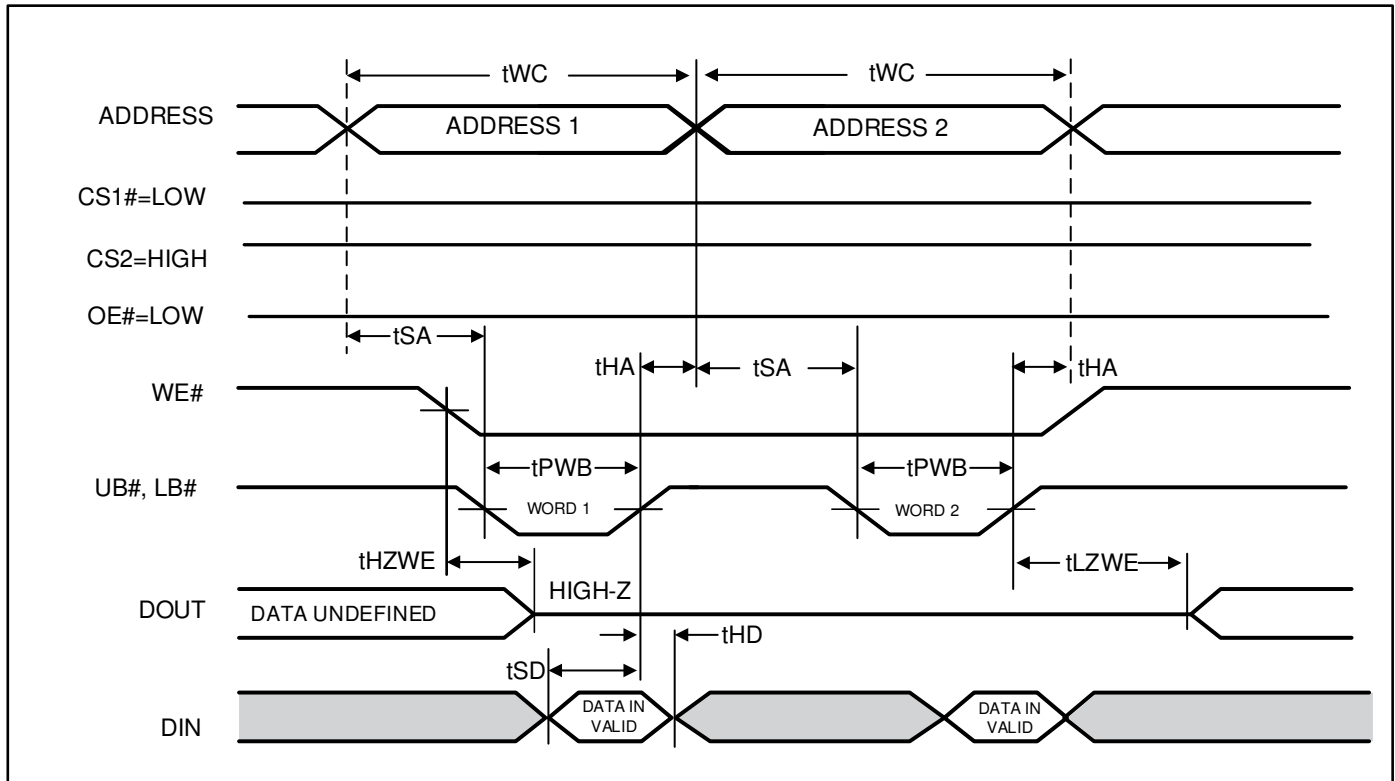 tWC tWC
ADDRESS ADDRESS 1 ADDRESS 2
CS1#=LOW
CS2=HIGH
OE#=LOW
tSA tHA tSA tHA
WE#
tPWB tPWB
UB#, LB# WORD 1 WORD 2
tHZWE tLZWE
HIGH-Z
DOUT DATA UNDEFINED
tHD
tSD
DIN DATA IN VALID DATA IN VALID